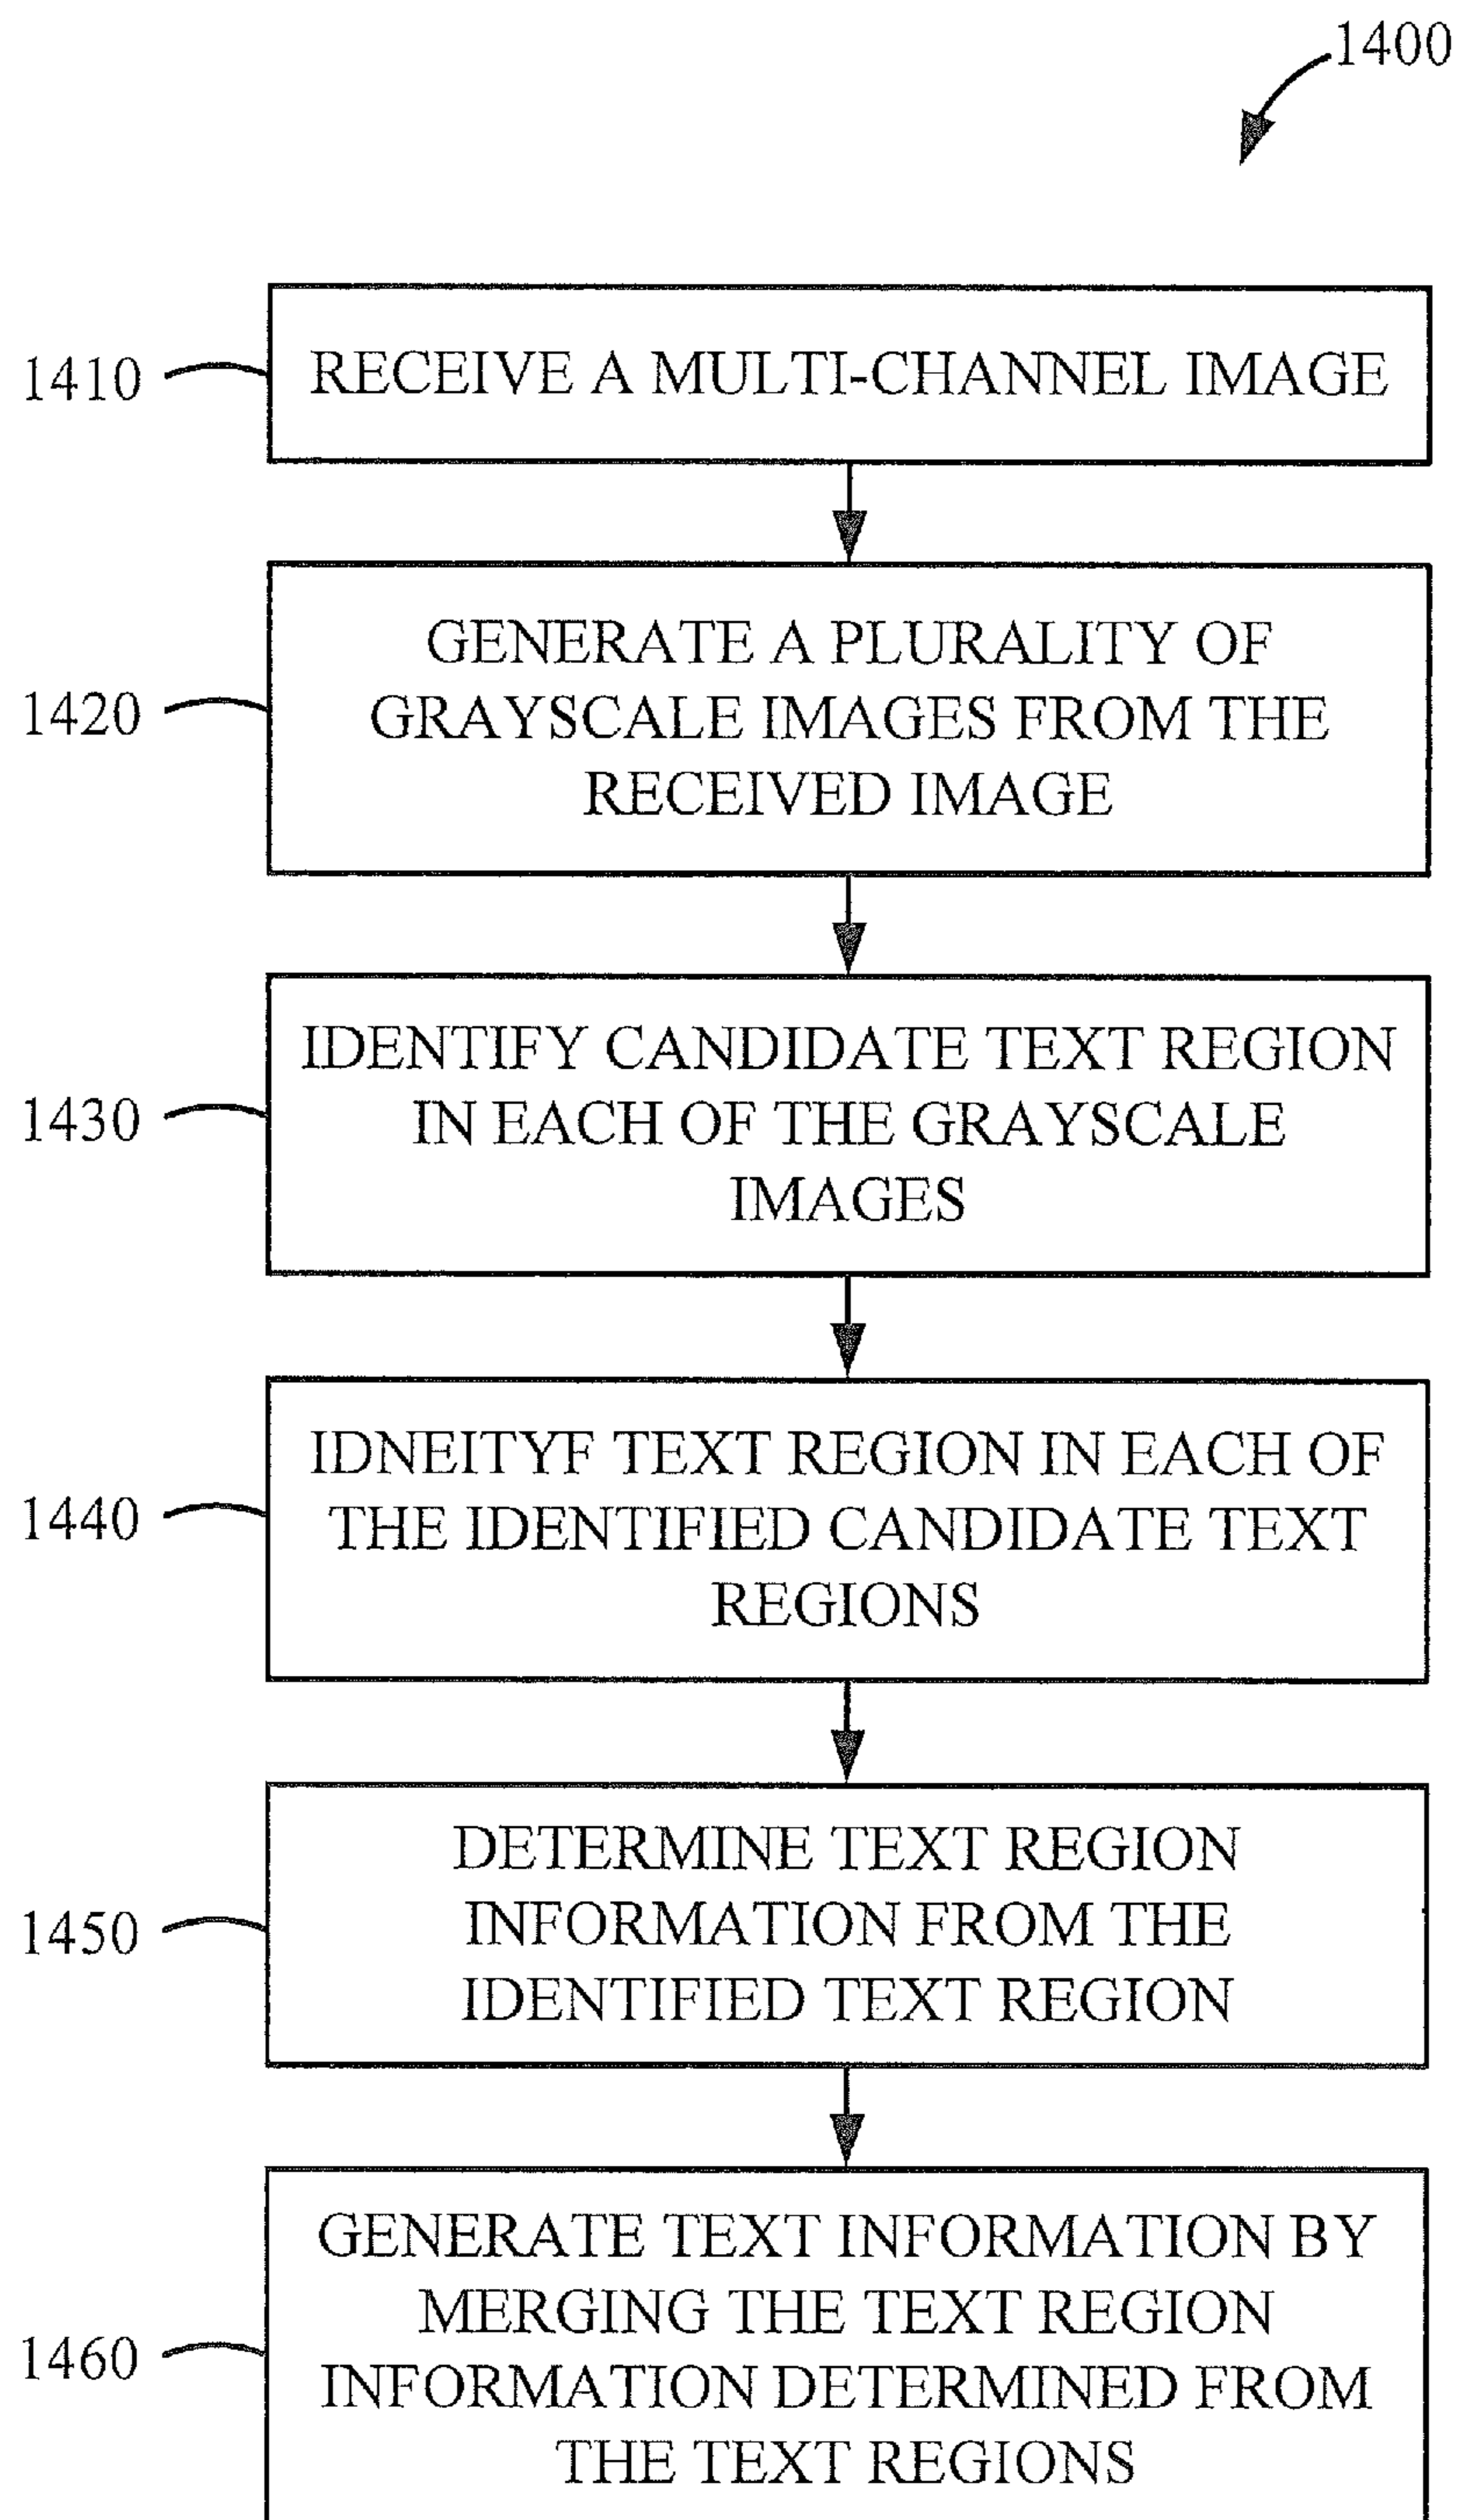 1400
1410
RECEIVE A MULTI-CHANNEL IMAGE
1420
GENERATE A PLURALITY OF
GRAYSCALE IMAGES FROM THE
RECEIVED IMAGE
1430
IDENTIFY CANDIDATE TEXT REGION
IN EACH OF THE GRAYSCALE
IMAGES
1440
IDNEITYF TEXT REGION IN EACH OF
THE IDENTIFIED CANDIDATE TEXT
REGIONS
1450
DETERMINE TEXT REGION
INFORMATION FROM THE
IDENTIFIED TEXT REGION
1460
GENERATE TEXT INFORMATION BY
MERGING THE TEXT REGION
INFORMATION DETERMINED FROM
THE TEXT REGIONS